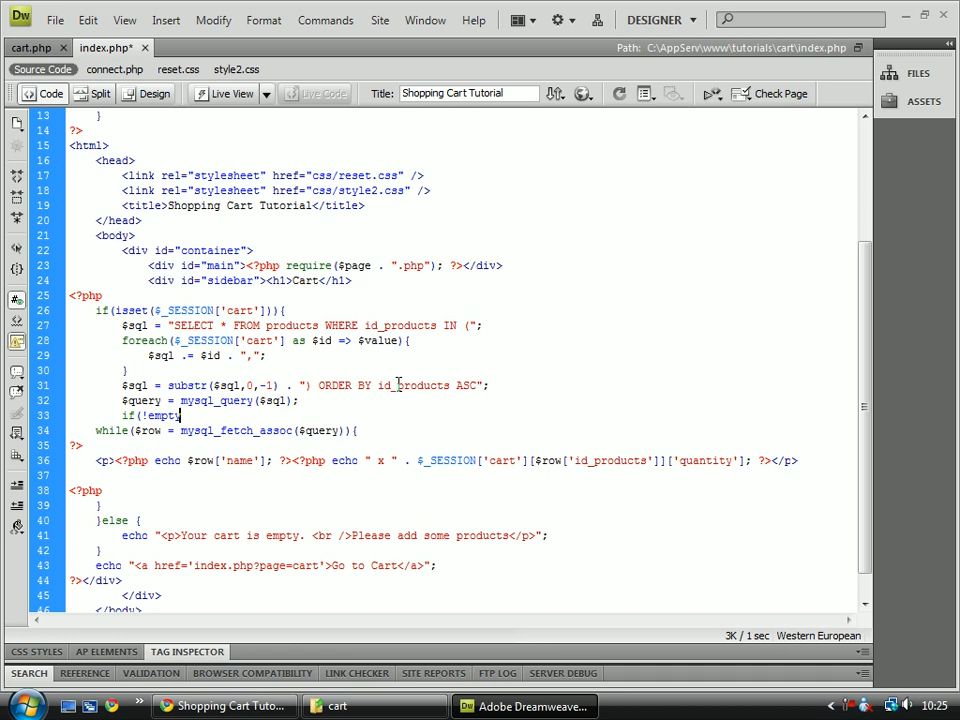 Dw File Edit View Insert Modify Format Commands Site Window Help DESIGNER
cart.php index.php* Path: C:\AppServ\www\tutorials\cart\index.php
Source Code connect.php reset.css style2.css
Code Split Design Live View Live Code Title: Shopping Cart Tutorial Check Page
FILES
ASSETS
13 }
14 ?>
15 <html>
16 <head>
17 <link rel="stylesheet" href="css/reset.css" />
18 <link rel="stylesheet" href="css/style2.css" />
19 <title>Shopping Cart Tutorial</title>
20 </head>
21 <body>
22 <div id="container">
23 <div id="main"><?php require($page . ".php"); ?></div>
24 <div id="sidebar"><h1>Cart</h1>
25 <?php
26 if(isset($_SESSION['cart'])){
27 $sql = "SELECT * FROM products WHERE id_products IN (";
28 foreach($_SESSION['cart'] as $id => $value){
29 $sql .= $id . ",";
30 }
31 $sql = substr($sql,0,-1) . ") ORDER BY id_products ASC";
32 $query = mysql_query($sql);
33 if(!empty
34 while($row = mysql_fetch_assoc($query)){
35 ?>
36 <p><?php echo $row['name']; ?><?php echo " x " . $_SESSION['cart'][$row['id_products']]['quantity']; ?></p>
37
38 <?php
39 }
40 }else {
41 echo "<p>Your cart is empty. <br />Please add some products</p>";
42 }
43 echo "<a href='index.php?page=cart'>Go to Cart</a>";
44 ?></div>
45 </div>
46 </body>
3K / 1 sec Western European
CSS STYLES AP ELEMENTS TAG INSPECTOR
SEARCH REFERENCE VALIDATION BROWSER COMPATIBILITY LINK CHECKER SITE REPORTS FTP LOG SERVER DEBUG
Shopping Cart Tuto... cart Adobe Dreamweave... 10:25